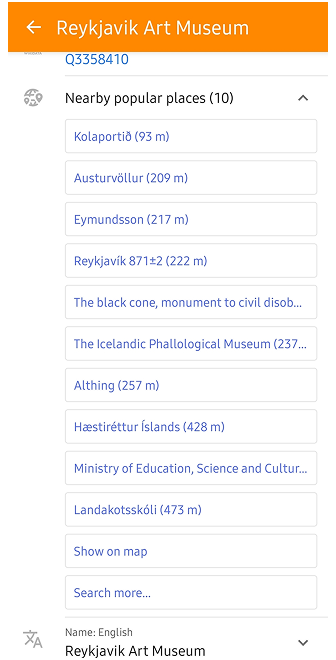 Reykjavik Art Museum
Q3358410
Nearby popular places (10)
Kolaportið (93 m)
Austurvöllur (209 m)
Eymundsson (217 m)
Reykjavík 871±2 (222 m)
The black cone, monument to civil disob...
The Icelandic Phallological Museum (237...
Althing (257 m)
Hæstiréttur Íslands (428 m)
Ministry of Education, Science and Cultur...
Landakotsskóli (473 m)
Show on map
Search more...
Name: English
Reykjavik Art Museum